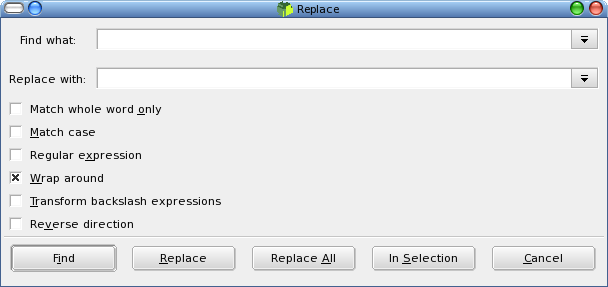 Replace
Find what:
Replace with:
Match whole word only
Match case
Regular expression
Wrap around
Transform backslash expressions
Reverse direction
Find Replace Replace All In Selection Cancel